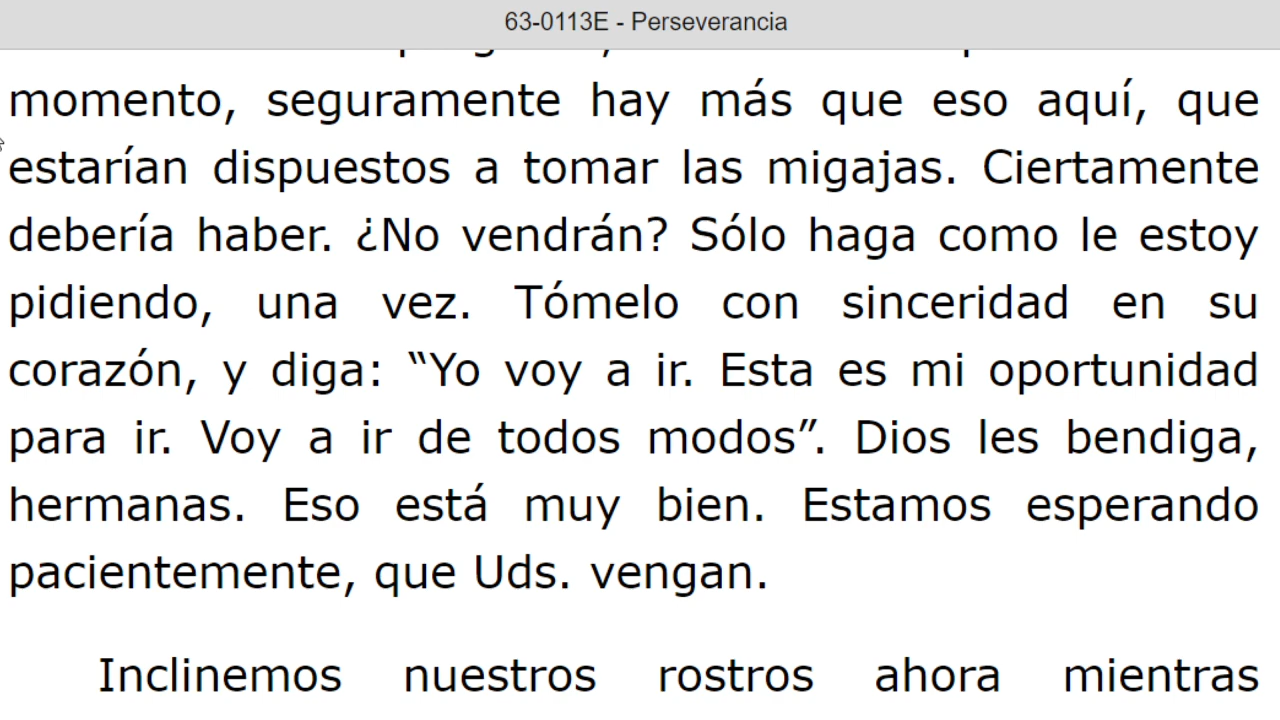 63-0113E - Perseverancia
momento, seguramente hay más que eso aquí, que
estarían dispuestos a tomar las migajas. Ciertamente
debería haber. ¿No vendrán? Sólo haga como le estoy
pidiendo, una vez. Tómelo con sinceridad en su
corazón, y diga: “Yo voy a ir. Esta es mi oportunidad
para ir. Voy a ir de todos modos”. Dios les bendiga,
hermanas. Eso está muy bien. Estamos esperando
pacientemente, que Uds. vengan.
Inclinemos nuestros rostros ahora mientras